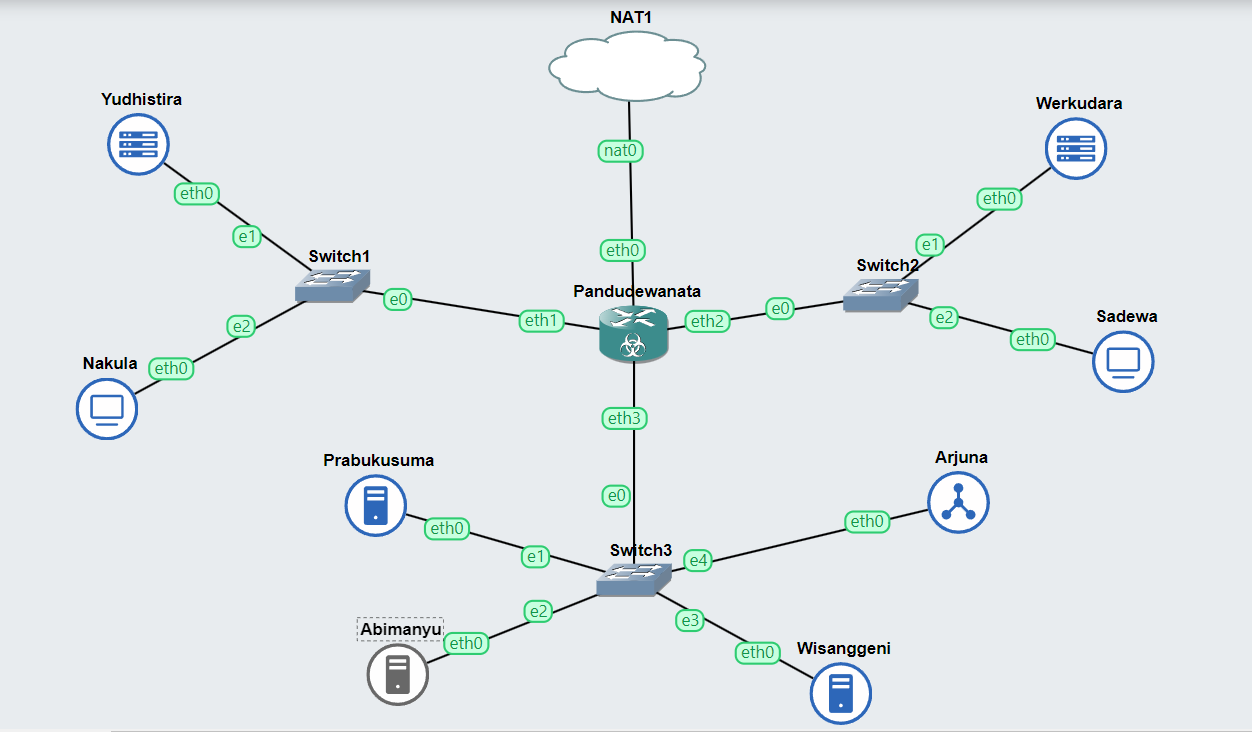 NAT1
Yudhistira
Werkudara
nat0
eth0
eth0
eth0
e1
e1
eth0
Switch1
Switch2
Pandudewanata
e0
eth1
eth2
e0
e2
e2
Sadewa
eth0
Nakula
eth0
eth3
Prabukusuma
Arjuna
e0
eth0
eth0
e1
Switch3
e4
e2
e3
Abimanyu
eth0
eth0
Wisanggeni